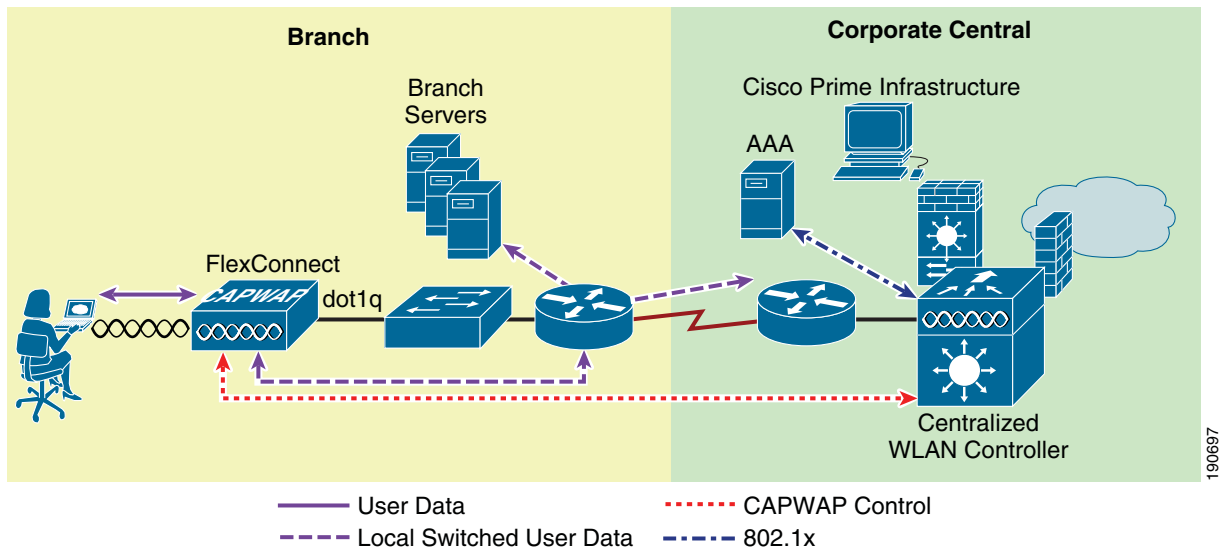 Branch
Corporate Central
Branch
Servers
Cisco Prime Infrastructure
AAA
FlexConnect
CAPWAP
dot1q
Centralized
WLAN Controller
190697
User Data
CAPWAP Control
Local Switched User Data
802.1x